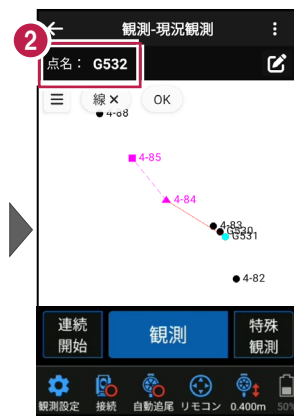 2
観測-現況観測
点名： G532
線× OK
4-88
4-85
4-84
4-83
G530
G531
4-82
連続
開始
観測
特殊
観測
観測設定 接続 自動追尾 リモコン 0.400m 50%